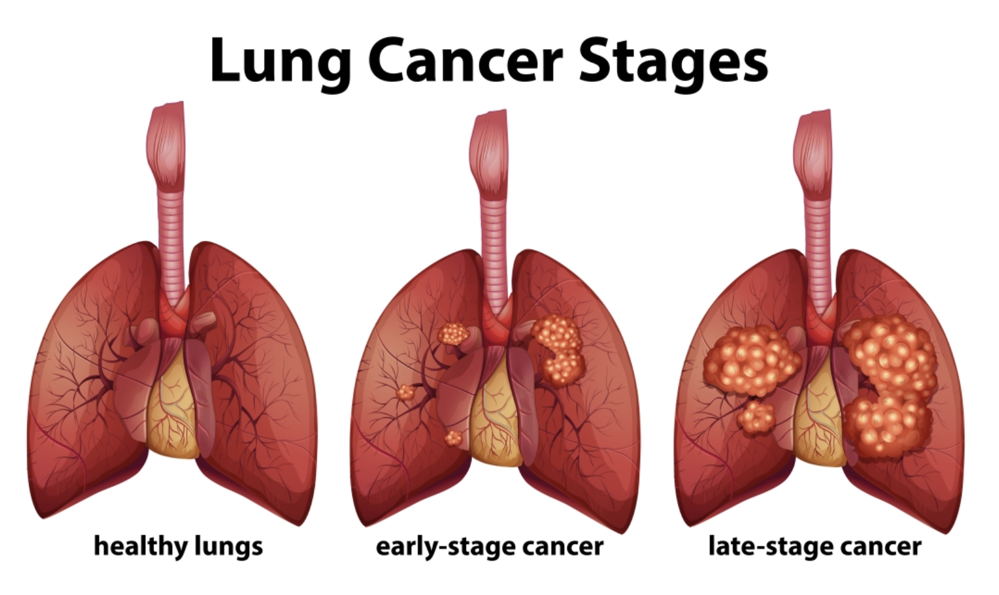 Lung Cancer Stages
healthy lungs
early-stage cancer
late-stage cancer